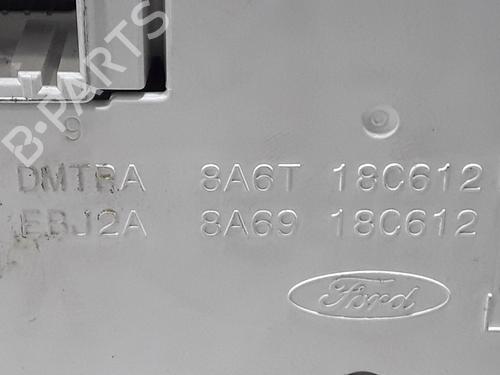 B-PARTS
9
DMTRA 8A6T 18C612
EBJ2A 8A69 18C612
Ford